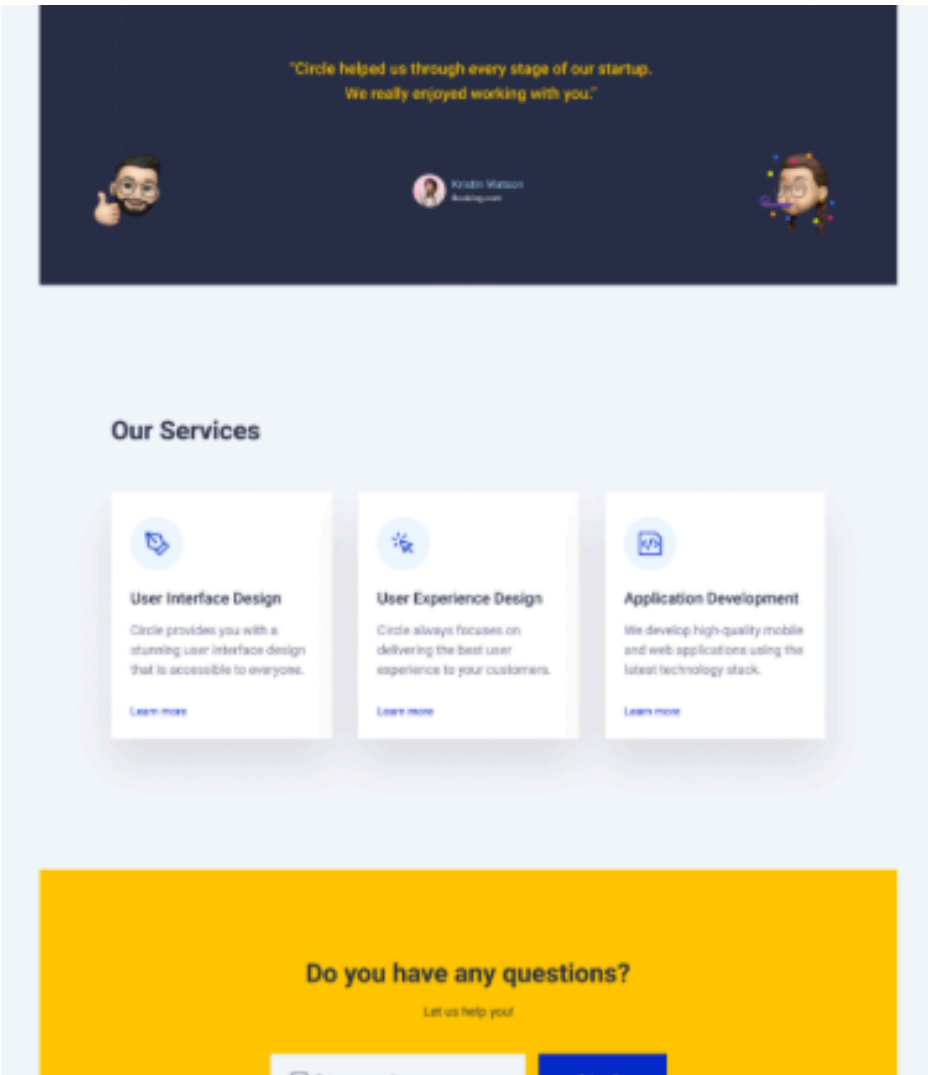 “Circle helped us through every stage of our startup.
We really enjoyed working with you.”
Kristin Watson
Booking.com
Our Services
User Interface Design
Circle provides you with a
stunning user interface design
that is accessible to everyone.
Learn more
User Experience Design
Circle always focuses on
delivering the best user
experience to your customers.
Learn more
Application Development
We develop high-quality mobile
and web applications using the
latest technology stack.
Learn more
Do you have any questions?
Let us help you!